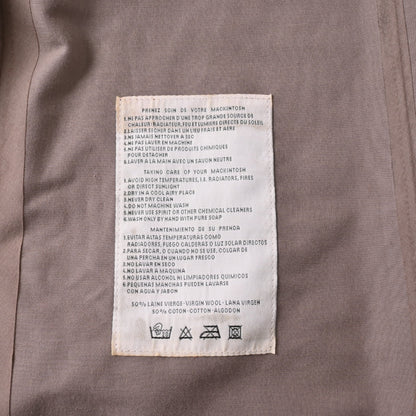 PRENEZ SOIN DE VOTRE MACKINTOSH
1. NI PAS APPROCHER D'UNE TROP GRANDE SOURCE DE
CHALEUR/RADIATEUR, FEU ET LUMIERE DIRECTE DU SOLEIL
2. LAISSER SECHER DANS UN LIEU FRAIS ET AERE
3. NI JAMAIS NETTOYER A SEC
4. NI PAS LAVER EN MACHINE
5. NI PAS UTILISER DE PRODUITS CHIMIQUES
POUR DETACHER
6. LAVER A LA MAIN AVEC UN SAVON NEUTRE
TAKING CARE OF YOUR MACKINTOSH
1. AVOID HIGH TEMPERATURES, I.E. RADIATORS, FIRES
OR DIRECT SUNLIGHT
2. DRY IN A COOL AIRY PLACE
3. NEVER DRY CLEAN
4. DO NOT MACHINE WASH
5. NEVER USE SPIRIT OR OTHER CHEMICAL CLEANERS
6. WASH ONLY BY HAND WITH PURE SOAP
MANTENIMIENTO DE SU PRENDA
1. EVITAR ALTAS TEMPERATURAS COMO
RADIADORES, FUEGO CALDERAS O LUZ SOLAR DIRECTOS
2. PARA SECAR, O CUANDO NO SE USE, COLGAR DE
UNA PERCHA EN UN LUGAR FRESCO
3. NO LAVAR EN SECO
4. NO LAVAR A MAQUINA
5. NO USAR ALCOHOL NI LIMPIADORES QUIMICOS
6. PEQUENAS MANCHAS PUEDEN LAVARSE
CON AGUA Y JABON
50% LAINE VIERGE-VIRGIN WOOL-LANA VIRGEN
50% COTON-COTTON-ALGODON